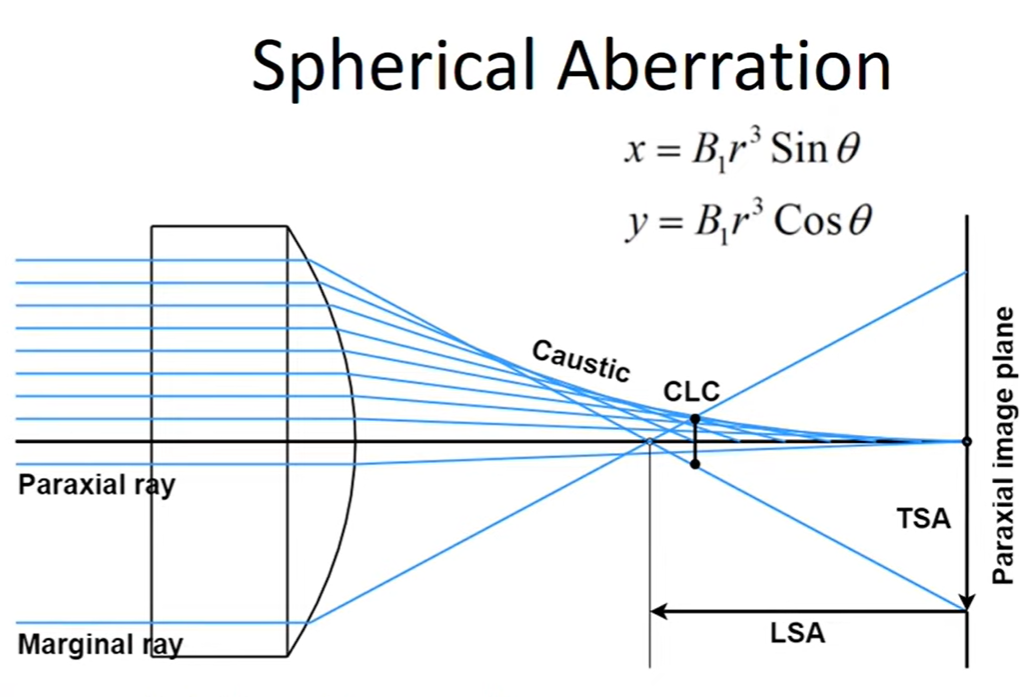 Spherical Aberration
x = B₁r³ Sin θ
y = B₁r³ Cos θ
Caustic
CLC
Paraxial ray
TSA
Paraxial image plane
LSA
Marginal ray